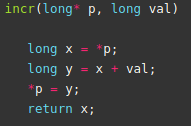 incr(long* p, long val)
long x = *p;
long y = x + val;
*p = y;
return x;